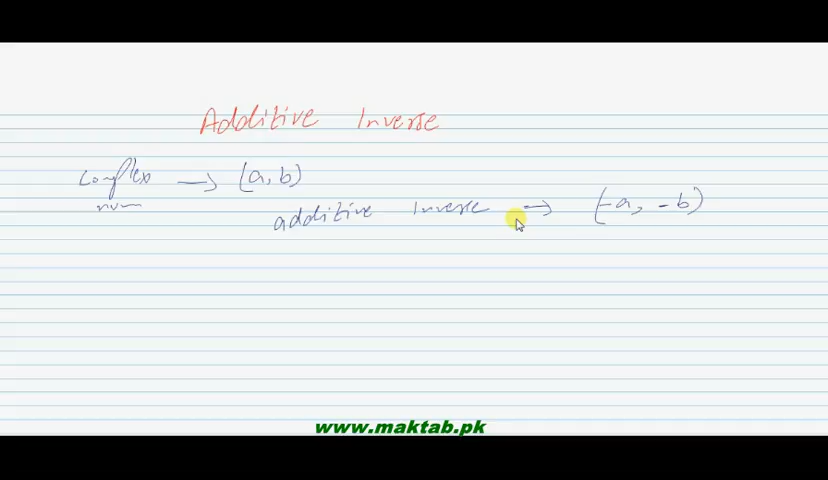 Additive Inverse
complex → (a, b)
num
additive Inverse → (-a, -b)
www.maktab.pk